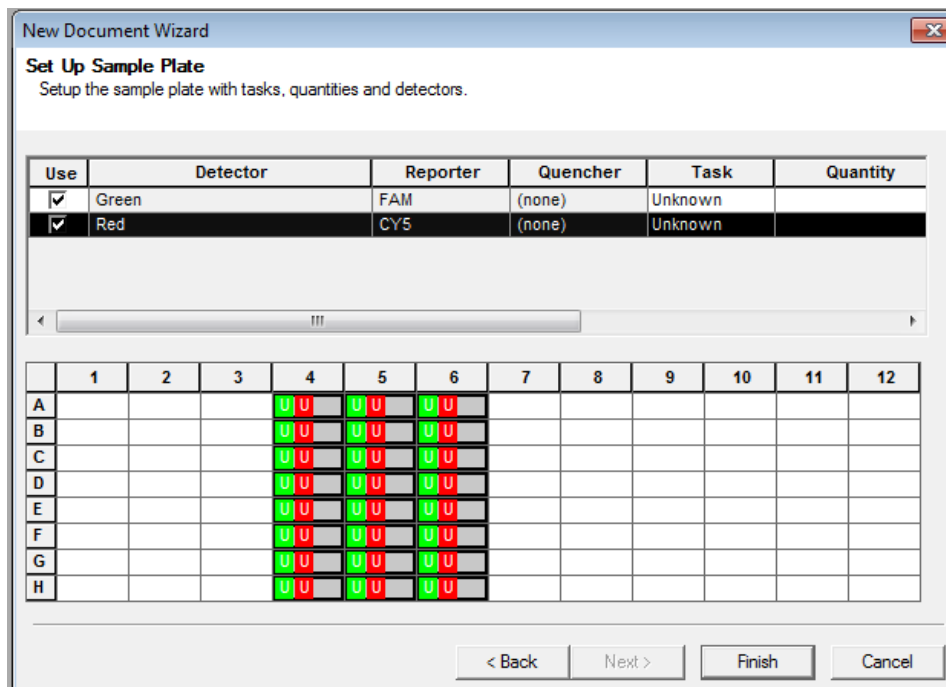 New Document Wizard
Set Up Sample Plate
Setup the sample plate with tasks, quantities and detectors.
Use Detector Reporter Quencher Task Quantity
Green FAM (none) Unknown
Red CY5 (none) Unknown
1 2 3 4 5 6 7 8 9 10 11 12
A U U U U U U
B U U U U U U
C U U U U U U
D U U U U U U
E U U U U U U
F U U U U U U
G U U U U U U
H U U U U U U
< Back Next > Finish Cancel